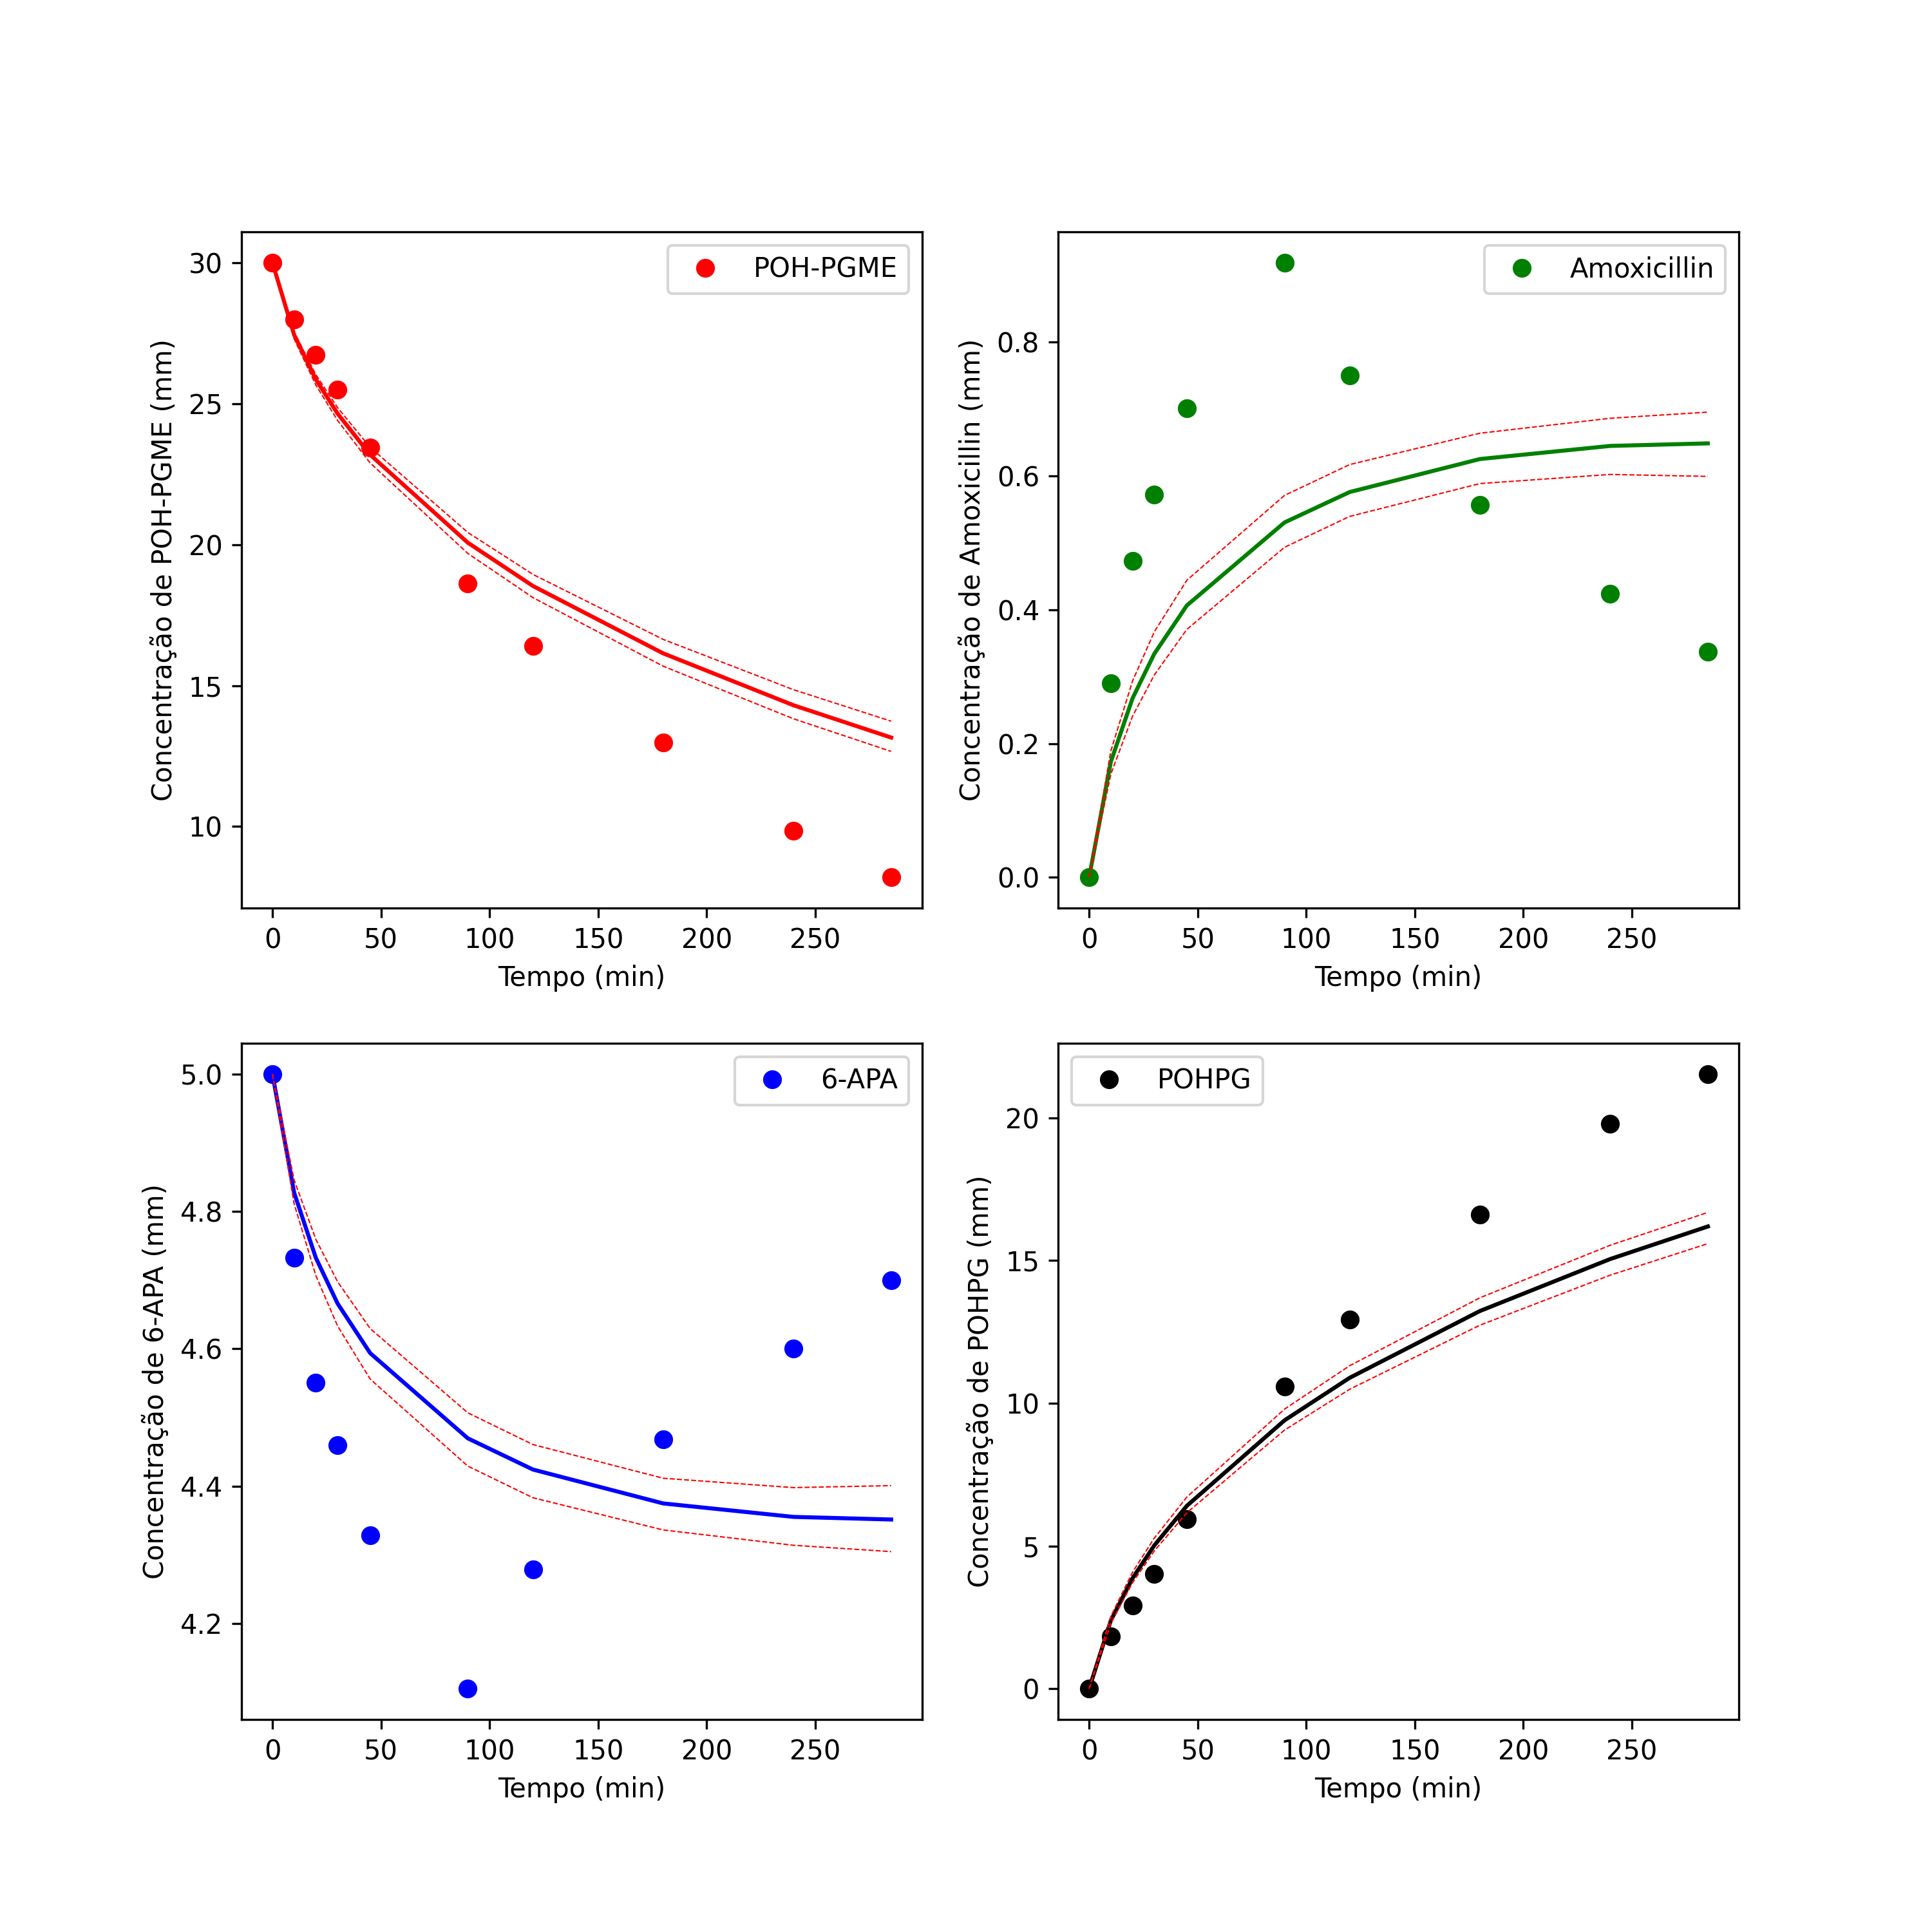 POH-PGME
30
25
20
15
10
Concentração de POH-PGME (mm)
0 50 100 150 200 250
Tempo (min)
Amoxicillin
0.8
0.6
0.4
0.2
0.0
Concentração de Amoxicillin (mm)
0 50 100 150 200 250
Tempo (min)
6-APA
5.0
4.8
4.6
4.4
4.2
Concentração de 6-APA (mm)
0 50 100 150 200 250
Tempo (min)
POHPG
20
15
10
5
0
Concentração de POHPG (mm)
0 50 100 150 200 250
Tempo (min)